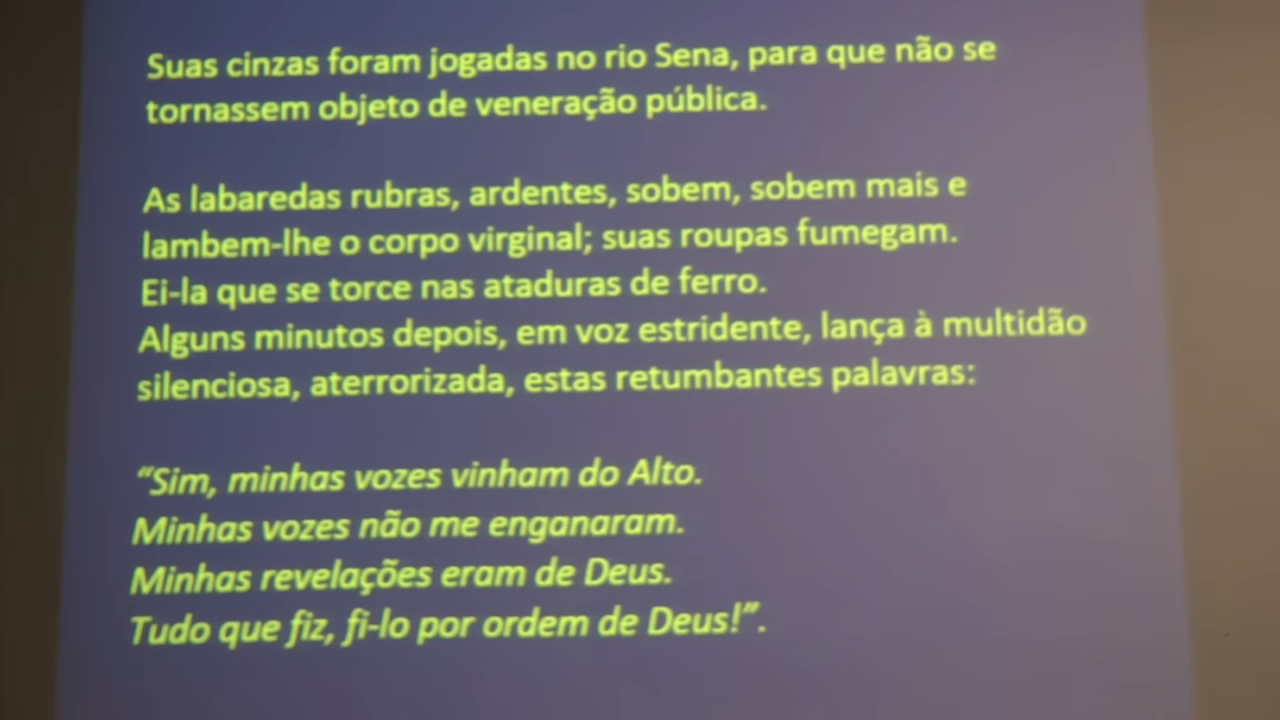 Suas cinzas foram jogadas no rio Sena, para que não se
tornassem objeto de veneração pública.
As labaredas rubras, ardentes, sobem, sobem mais e
lambem-lhe o corpo virginal; suas roupas fumegam.
Ei-la que se torce nas ataduras de ferro.
Alguns minutos depois, em voz estridente, lança à multidão
silenciosa, aterrorizada, estas retumbantes palavras:
“Sim, minhas vozes vinham do Alto.
Minhas vozes não me enganaram.
Minhas revelações eram de Deus.
Tudo que fiz, fi-lo por ordem de Deus!”.